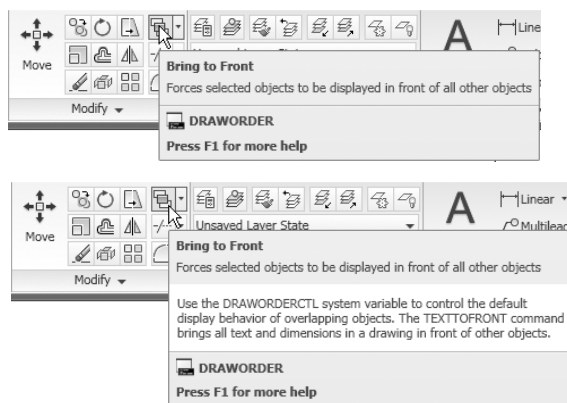 Move
A
Line
Unsaved Layer State
Modify
Bring to Front
Forces selected objects to be displayed in front of all other objects
DRAWORDER
Press F1 for more help
Move
A
Linear
Multilead
Unsaved Layer State
Modify
Bring to Front
Forces selected objects to be displayed in front of all other objects
Use the DRAWORDERCTL system variable to control the default
display behavior of overlapping objects. The TEXTTOFRONT command
brings all text and dimensions in a drawing in front of other objects.
DRAWORDER
Press F1 for more help